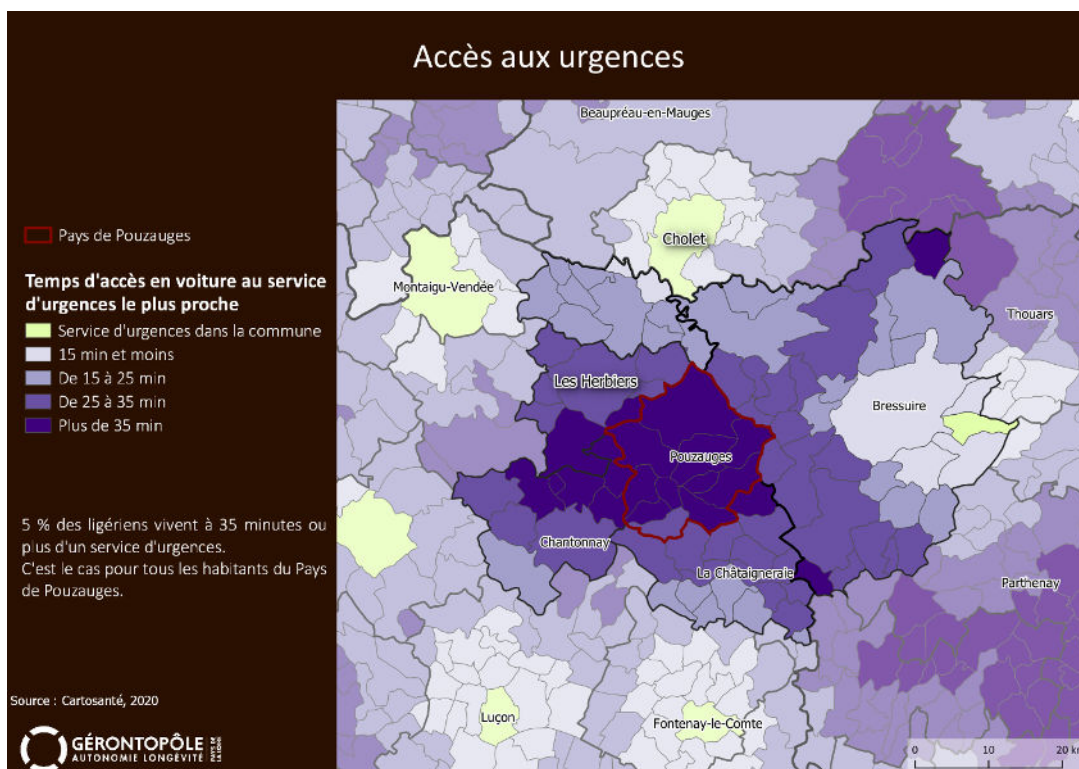 Accès aux urgences
Pays de Pouzauges
Temps d'accès en voiture au service
d'urgences le plus proche
Service d'urgences dans la commune
15 min et moins
De 15 à 25 min
De 25 à 35 min
Plus de 35 min
5 % des ligériens vivent à 35 minutes ou
plus d'un service d'urgences.
C'est le cas pour tous les habitants du Pays
de Pouzauges.
Source : Cartosanté, 2020
GÉRONTOPÔLE
AUTONOMIE LONGÉVITÉ
PAYS DE
LA LOIRE
Beaupréau-en-Mauges
Cholet
Montaigu-Vendée
Thouars
Les Herbiers
Bressuire
Pouzauges
Chantonnay
La Châtaigneraie
Parthenay
Luçon
Fontenay-le-Comte
0 10 20 km